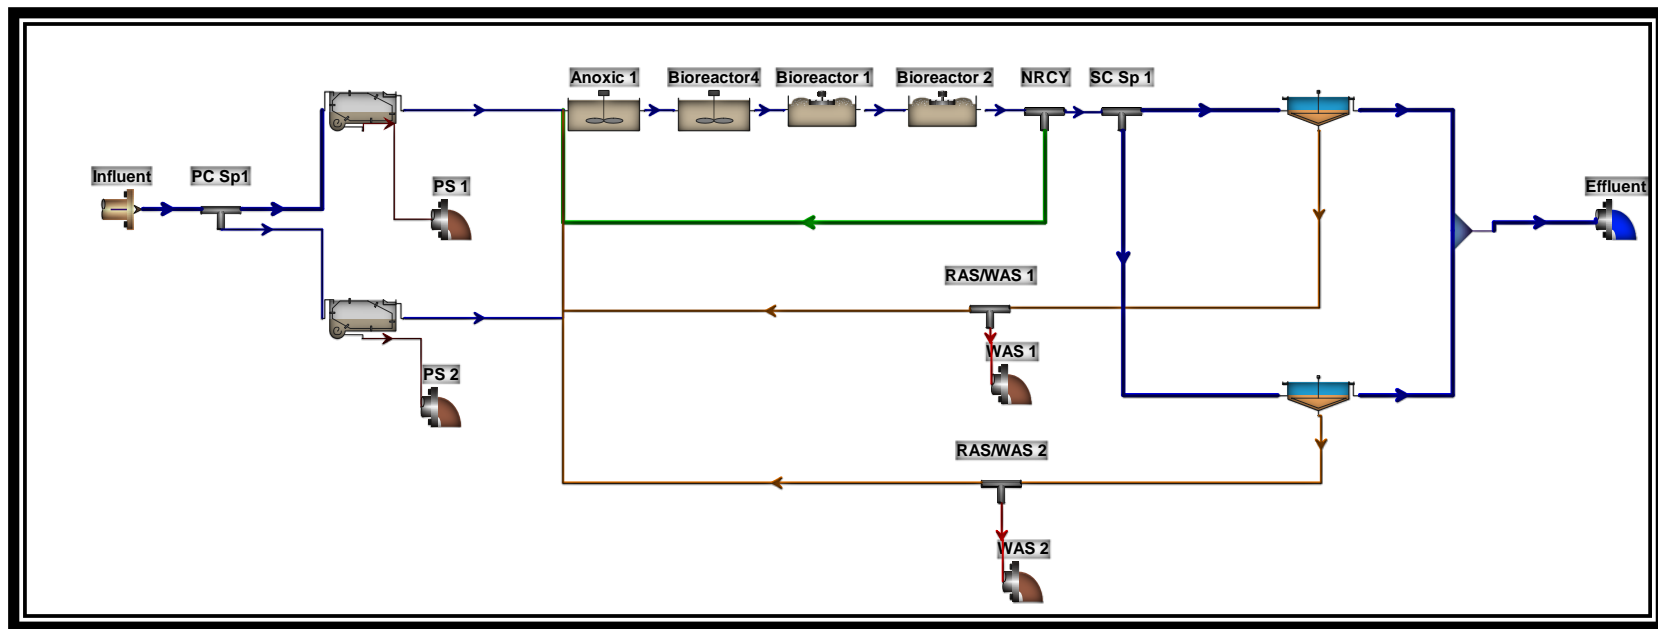 Anoxic 1
Bioreactor4
Bioreactor 1
Bioreactor 2
NRCY
SC Sp 1
Influent
PC Sp1
PS 1
Effluent
RAS/WAS 1
WAS 1
PS 2
RAS/WAS 2
WAS 2